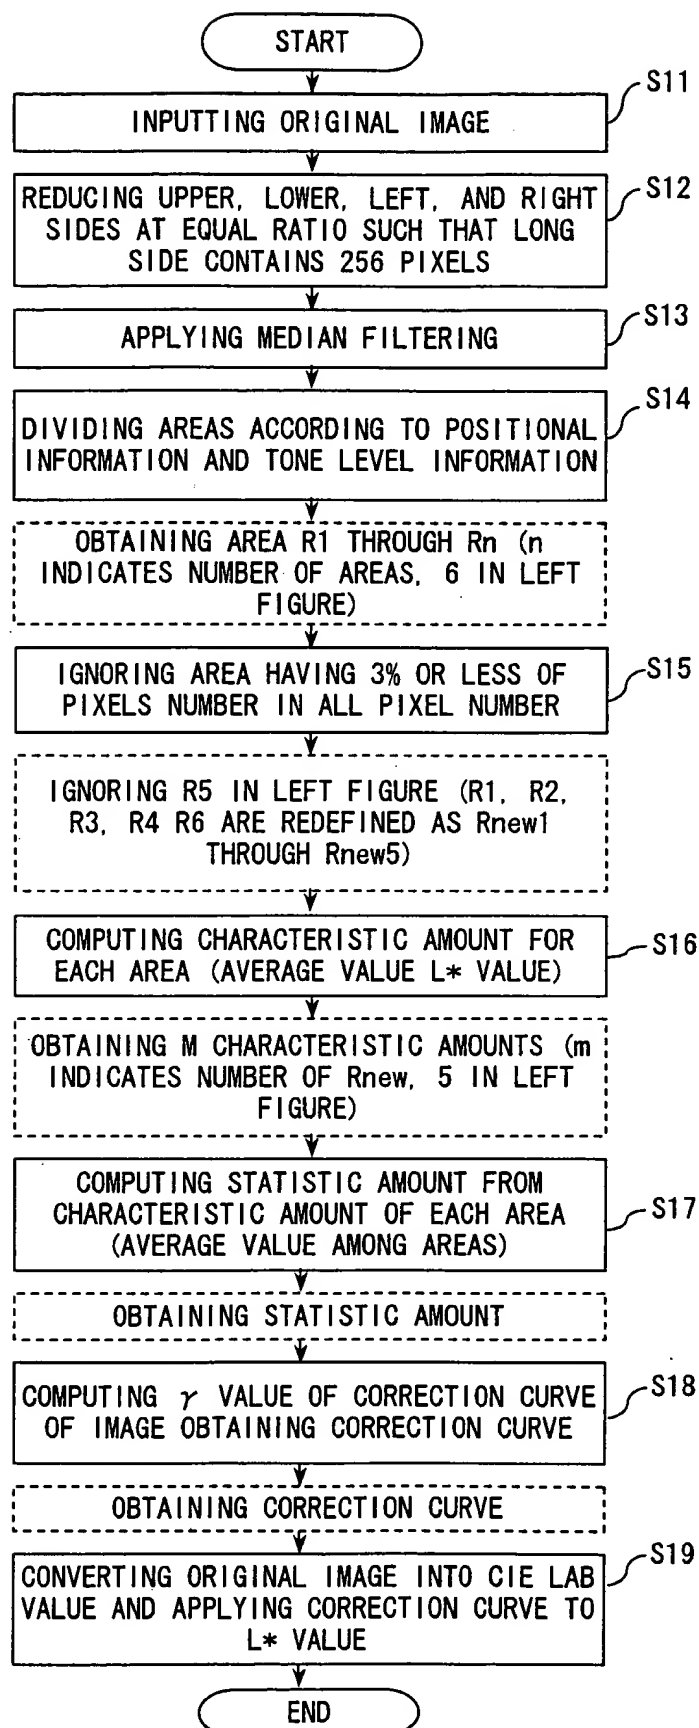 START
S11
INPUTTING ORIGINAL IMAGE
S12
REDUCING UPPER, LOWER, LEFT, AND RIGHT
SIDES AT EQUAL RATIO SUCH THAT LONG
SIDE CONTAINS 256 PIXELS
S13
APPLYING MEDIAN FILTERING
S14
DIVIDING AREAS ACCORDING TO POSITIONAL
INFORMATION AND TONE LEVEL INFORMATION
OBTAINING AREA R1 THROUGH Rn (n
INDICATES NUMBER OF AREAS, 6 IN LEFT
FIGURE)
S15
IGNORING AREA HAVING 3% OR LESS OF
PIXELS NUMBER IN ALL PIXEL NUMBER
IGNORING R5 IN LEFT FIGURE (R1, R2,
R3, R4 R6 ARE REDEFINED AS Rnew1
THROUGH Rnew5)
S16
COMPUTING CHARACTERISTIC AMOUNT FOR
EACH AREA (AVERAGE VALUE L* VALUE)
OBTAINING M CHARACTERISTIC AMOUNTS (m
INDICATES NUMBER OF Rnew, 5 IN LEFT
FIGURE)
S17
COMPUTING STATISTIC AMOUNT FROM
CHARACTERISTIC AMOUNT OF EACH AREA
(AVERAGE VALUE AMONG AREAS)
OBTAINING STATISTIC AMOUNT
S18
COMPUTING γ VALUE OF CORRECTION CURVE
OF IMAGE OBTAINING CORRECTION CURVE
OBTAINING CORRECTION CURVE
S19
CONVERTING ORIGINAL IMAGE INTO CIE LAB
VALUE AND APPLYING CORRECTION CURVE TO
L* VALUE
END